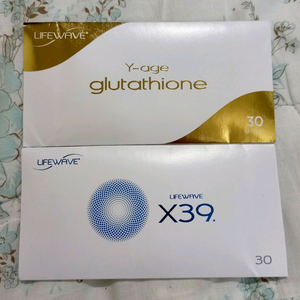 LIFEWAVE®
Y-age
glutathione
30
LIFEWAVE®
LIFEWAVE
X39.
30